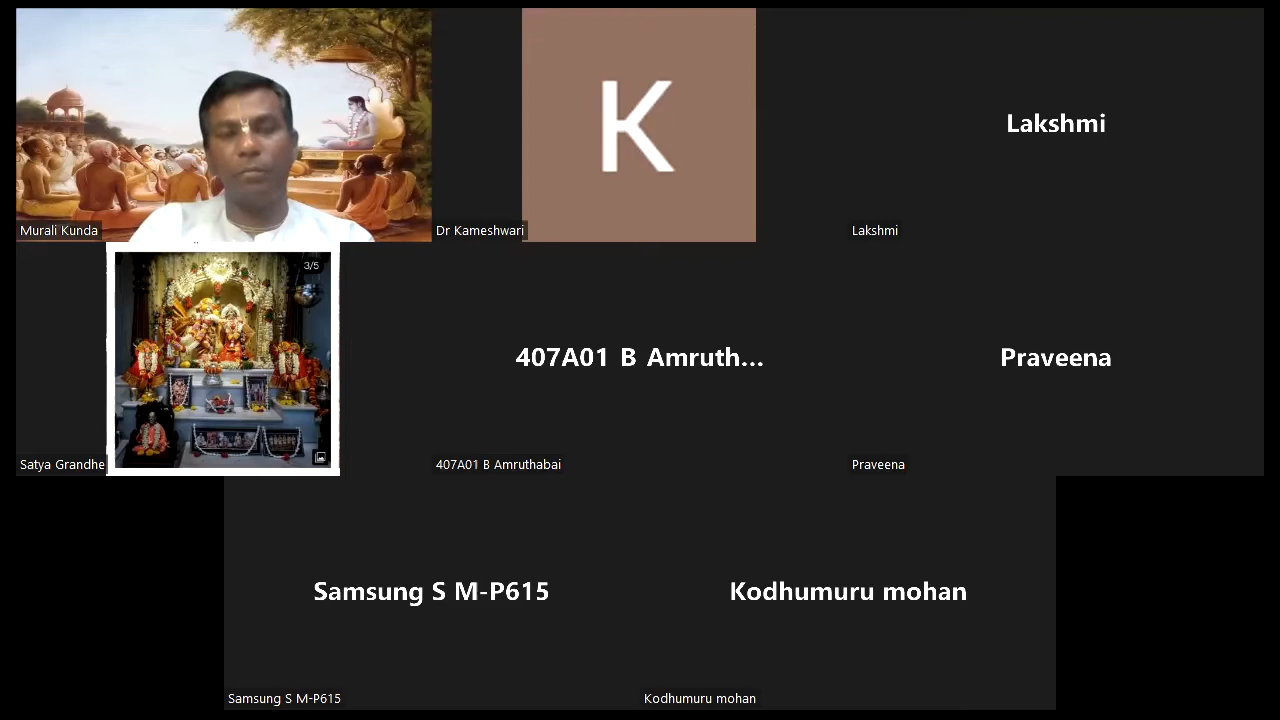 K
Lakshmi
Murali Kunda
Dr Kameshwari
Lakshmi
3/5
407A01 B Amruth...
Praveena
Satya Grandhe
407A01 B Amruthabai
Praveena
Samsung S M-P615
Kodhumuru mohan
Samsung S M-P615
Kodhumuru mohan